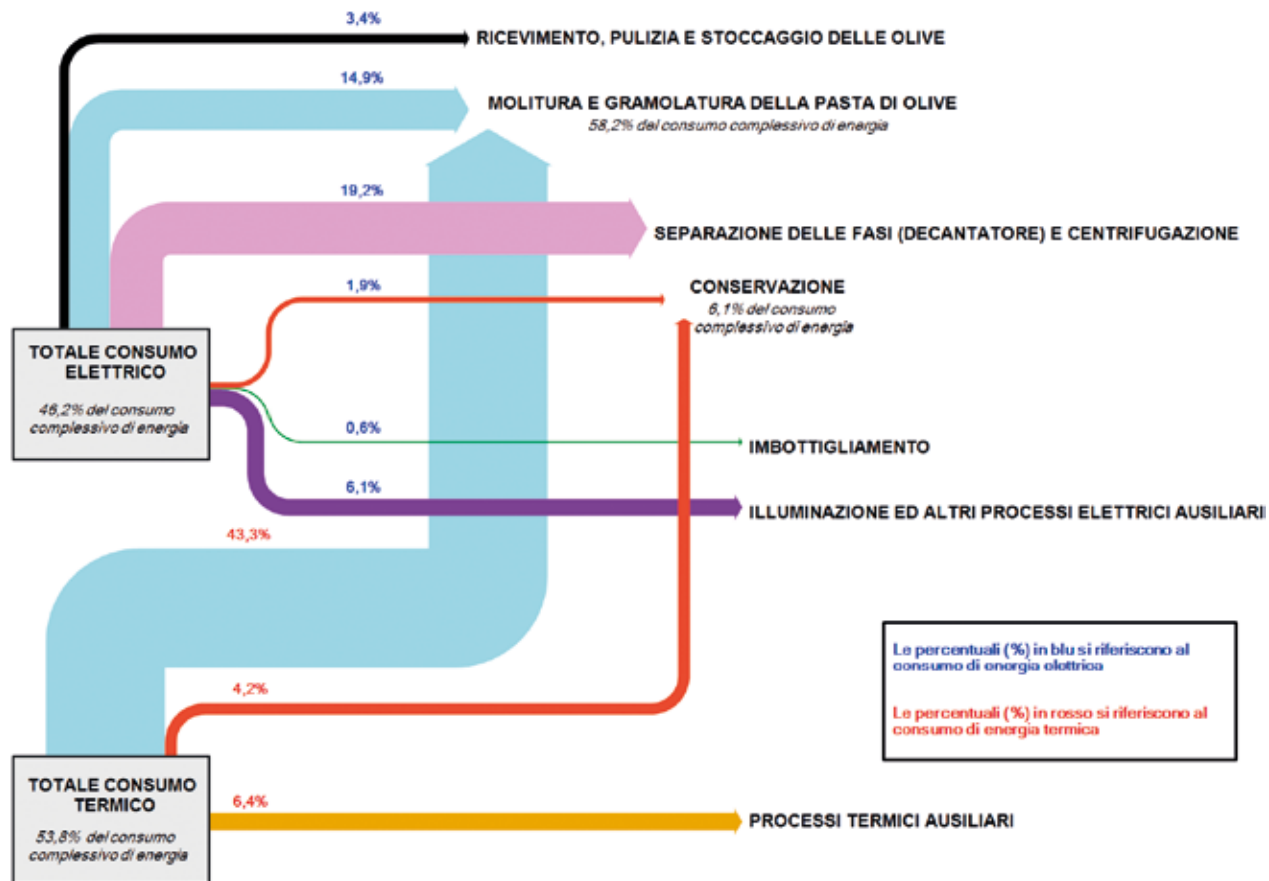 3,4%
RICEVIMENTO, PULIZIA E STOCCAGGIO DELLE OLIVE
14,9%
MOLITURA E GRAMOLATURA DELLA PASTA DI OLIVE
58,2% del consumo complessivo di energia
19,2%
SEPARAZIONE DELLE FASI (DECANTATORE) E CENTRIFUGAZIONE
1,9%
CONSERVAZIONE
6,1% del consumo
complessivo di energia
TOTALE CONSUMO
ELETTRICO
46,2% del consumo
complessivo di energia
0,6%
IMBOTTIGLIAMENTO
6,1%
ILLUMINAZIONE ED ALTRI PROCESSI ELETTRICI AUSILIARI
43,3%
Le percentuali (%) in blu si riferiscono al
consumo di energia elettrica
Le percentuali (%) in rosso si riferiscono al
consumo di energia termica
4,2%
TOTALE CONSUMO
TERMICO
53,8% del consumo
complessivo di energia
6,4%
PROCESSI TERMICI AUSILIARI